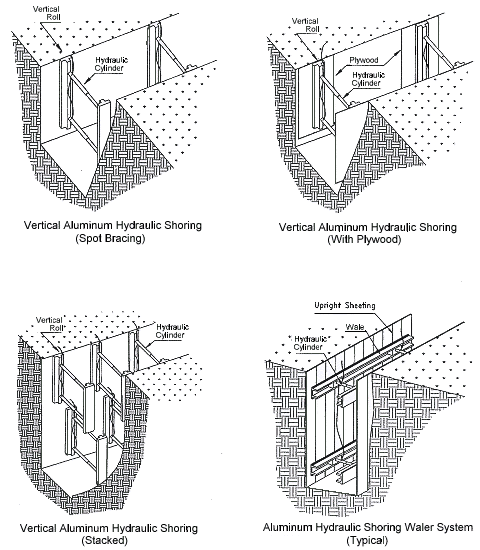 Vertical
Roll
Hydraulic
Cylinder
Vertical Aluminum Hydraulic Shoring
(Spot Bracing)
Vertical
Roll
Plywood
Hydraulic
Cylinder
Vertical Aluminum Hydraulic Shoring
(With Plywood)
Vertical
Roll
Hydraulic
Cylinder
Vertical Aluminum Hydraulic Shoring
(Stacked)
Upright Sheeting
Wale
Hydraulic
Cylinder
Aluminum Hydraulic Shoring Waler System
(Typical)